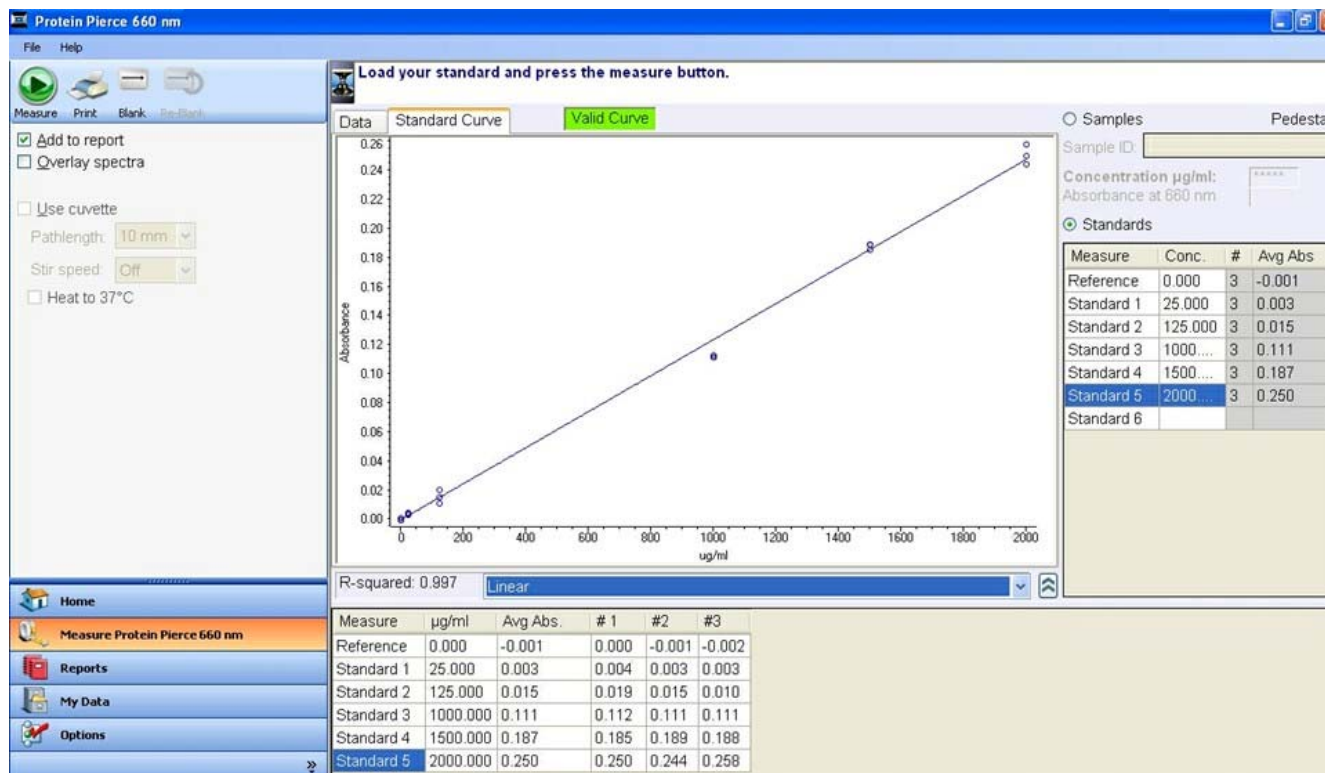 Protein Pierce 660 nm
File Help
Measure Print Blank Re-Blank
Add to report
Overlay spectra
Use cuvette
Pathlength: 10 mm
Stir speed: Off
Heat to 37°C
Home
Measure Protein Pierce 660 nm
Reports
My Data
Options
Load your standard and press the measure button.
Data Standard Curve Valid Curve
0.26
0.24
0.22
0.20
0.18
0.16
0.14
0.12
0.10
0.08
0.06
0.04
0.02
0.00
Absorbance
0 200 400 600 800 1000 1200 1400 1600 1800 2000
ug/ml
R-squared: 0.997 Linear
Samples Pedesta
Sample ID:
Concentration µg/ml: *****
Absorbance at 660 nm
Standards
Measure Conc. # Avg Abs
Reference 0.000 3 -0.001
Standard 1 25.000 3 0.003
Standard 2 125.000 3 0.015
Standard 3 1000.... 3 0.111
Standard 4 1500.... 3 0.187
Standard 5 2000.... 3 0.250
Standard 6
Measure µg/ml Avg Abs. # 1 #2 #3
Reference 0.000 -0.001 0.000 -0.001 -0.002
Standard 1 25.000 0.003 0.004 0.003 0.003
Standard 2 125.000 0.015 0.019 0.015 0.010
Standard 3 1000.000 0.111 0.112 0.111 0.111
Standard 4 1500.000 0.187 0.185 0.189 0.188
Standard 5 2000.000 0.250 0.250 0.244 0.258